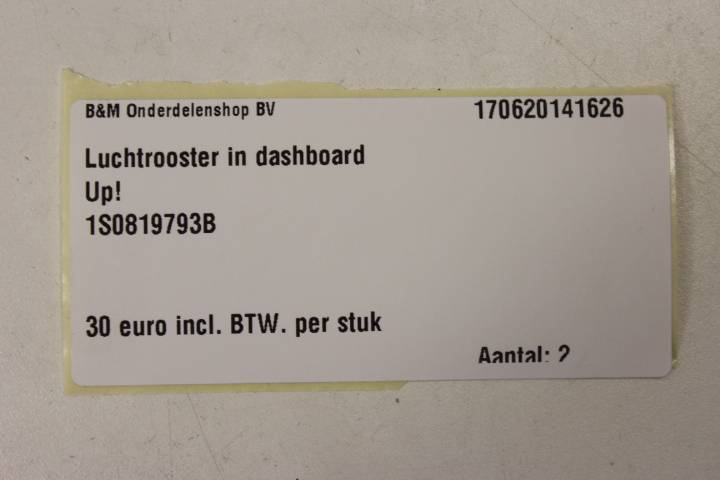 B&M Onderdelenshop BV 170620141626
Luchtrooster in dashboard
Up!
1S0819793B
30 euro incl. BTW. per stuk
Aantal: 2